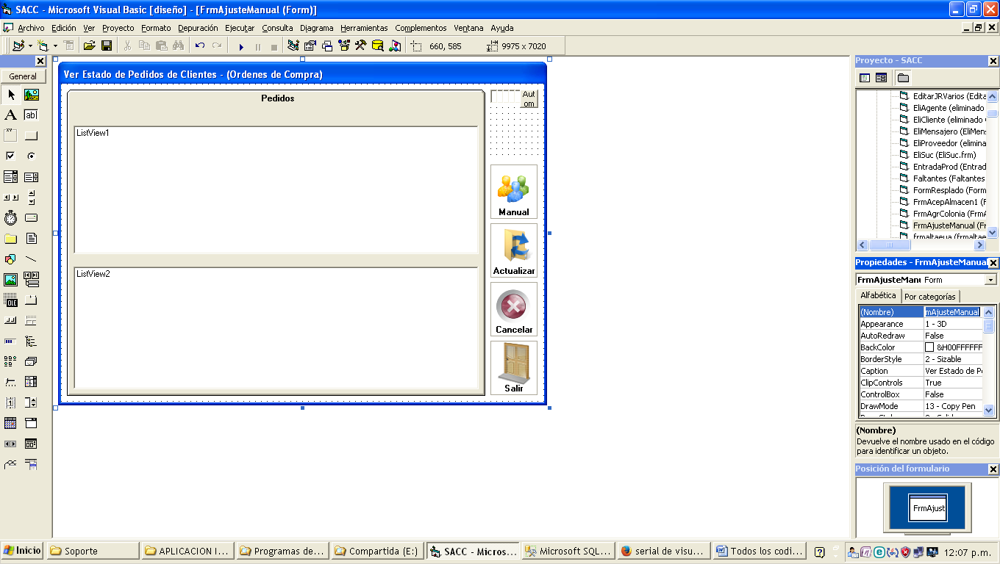 SACC - Microsoft Visual Basic [diseño] - [FrmAjusteManual (Form)]
Archivo Edición Ver Proyecto Formato Depuración Ejecutar Consulta Diagrama Herramientas Complementos Ventana Ayuda
660, 585 9975 x 7020
General
A ab|
xy
OLE
Ver Estado de Pedidos de Clientes - (Ordenes de Compra)
Pedidos
ListView1
ListView2
Aut
om
Manual
Actualizar
Cancelar
Salir
Proyecto - SACC
EditarJRVarios (Edita
EliAgente (eliminado
EliCliente (eliminado
EliMensajero (EliMens
EliProveedor (elimina
EliSuc (EliSuc.frm)
EntradaProd (Entrad
Faltantes (Faltantes
FormResplado (Form
FrmAcepAlmacen1 (F
FrmAgrColonia (FrmA
FrmAjusteManual (Fr
frmaltaeua (frmaltae
Propiedades - FrmAjusteManual
FrmAjusteManu Form
Alfabética Por categorías
(Nombre) mAjusteManual
Appearance 1 - 3D
AutoRedraw False
BackColor &H00FFFFFF
BorderStyle 2 - Sizable
Caption Ver Estado de Pe
ClipControls True
ControlBox False
DrawMode 13 - Copy Pen
(Nombre)
Devuelve el nombre usado en el código
para identificar un objeto.
Posición del formulario
FrmAjust
Inicio Soporte APLICACION I... Programas de... Compartida (E:) SACC - Micros... Microsoft SQL... serial de visu... Todos los codi... 12:07 p.m.